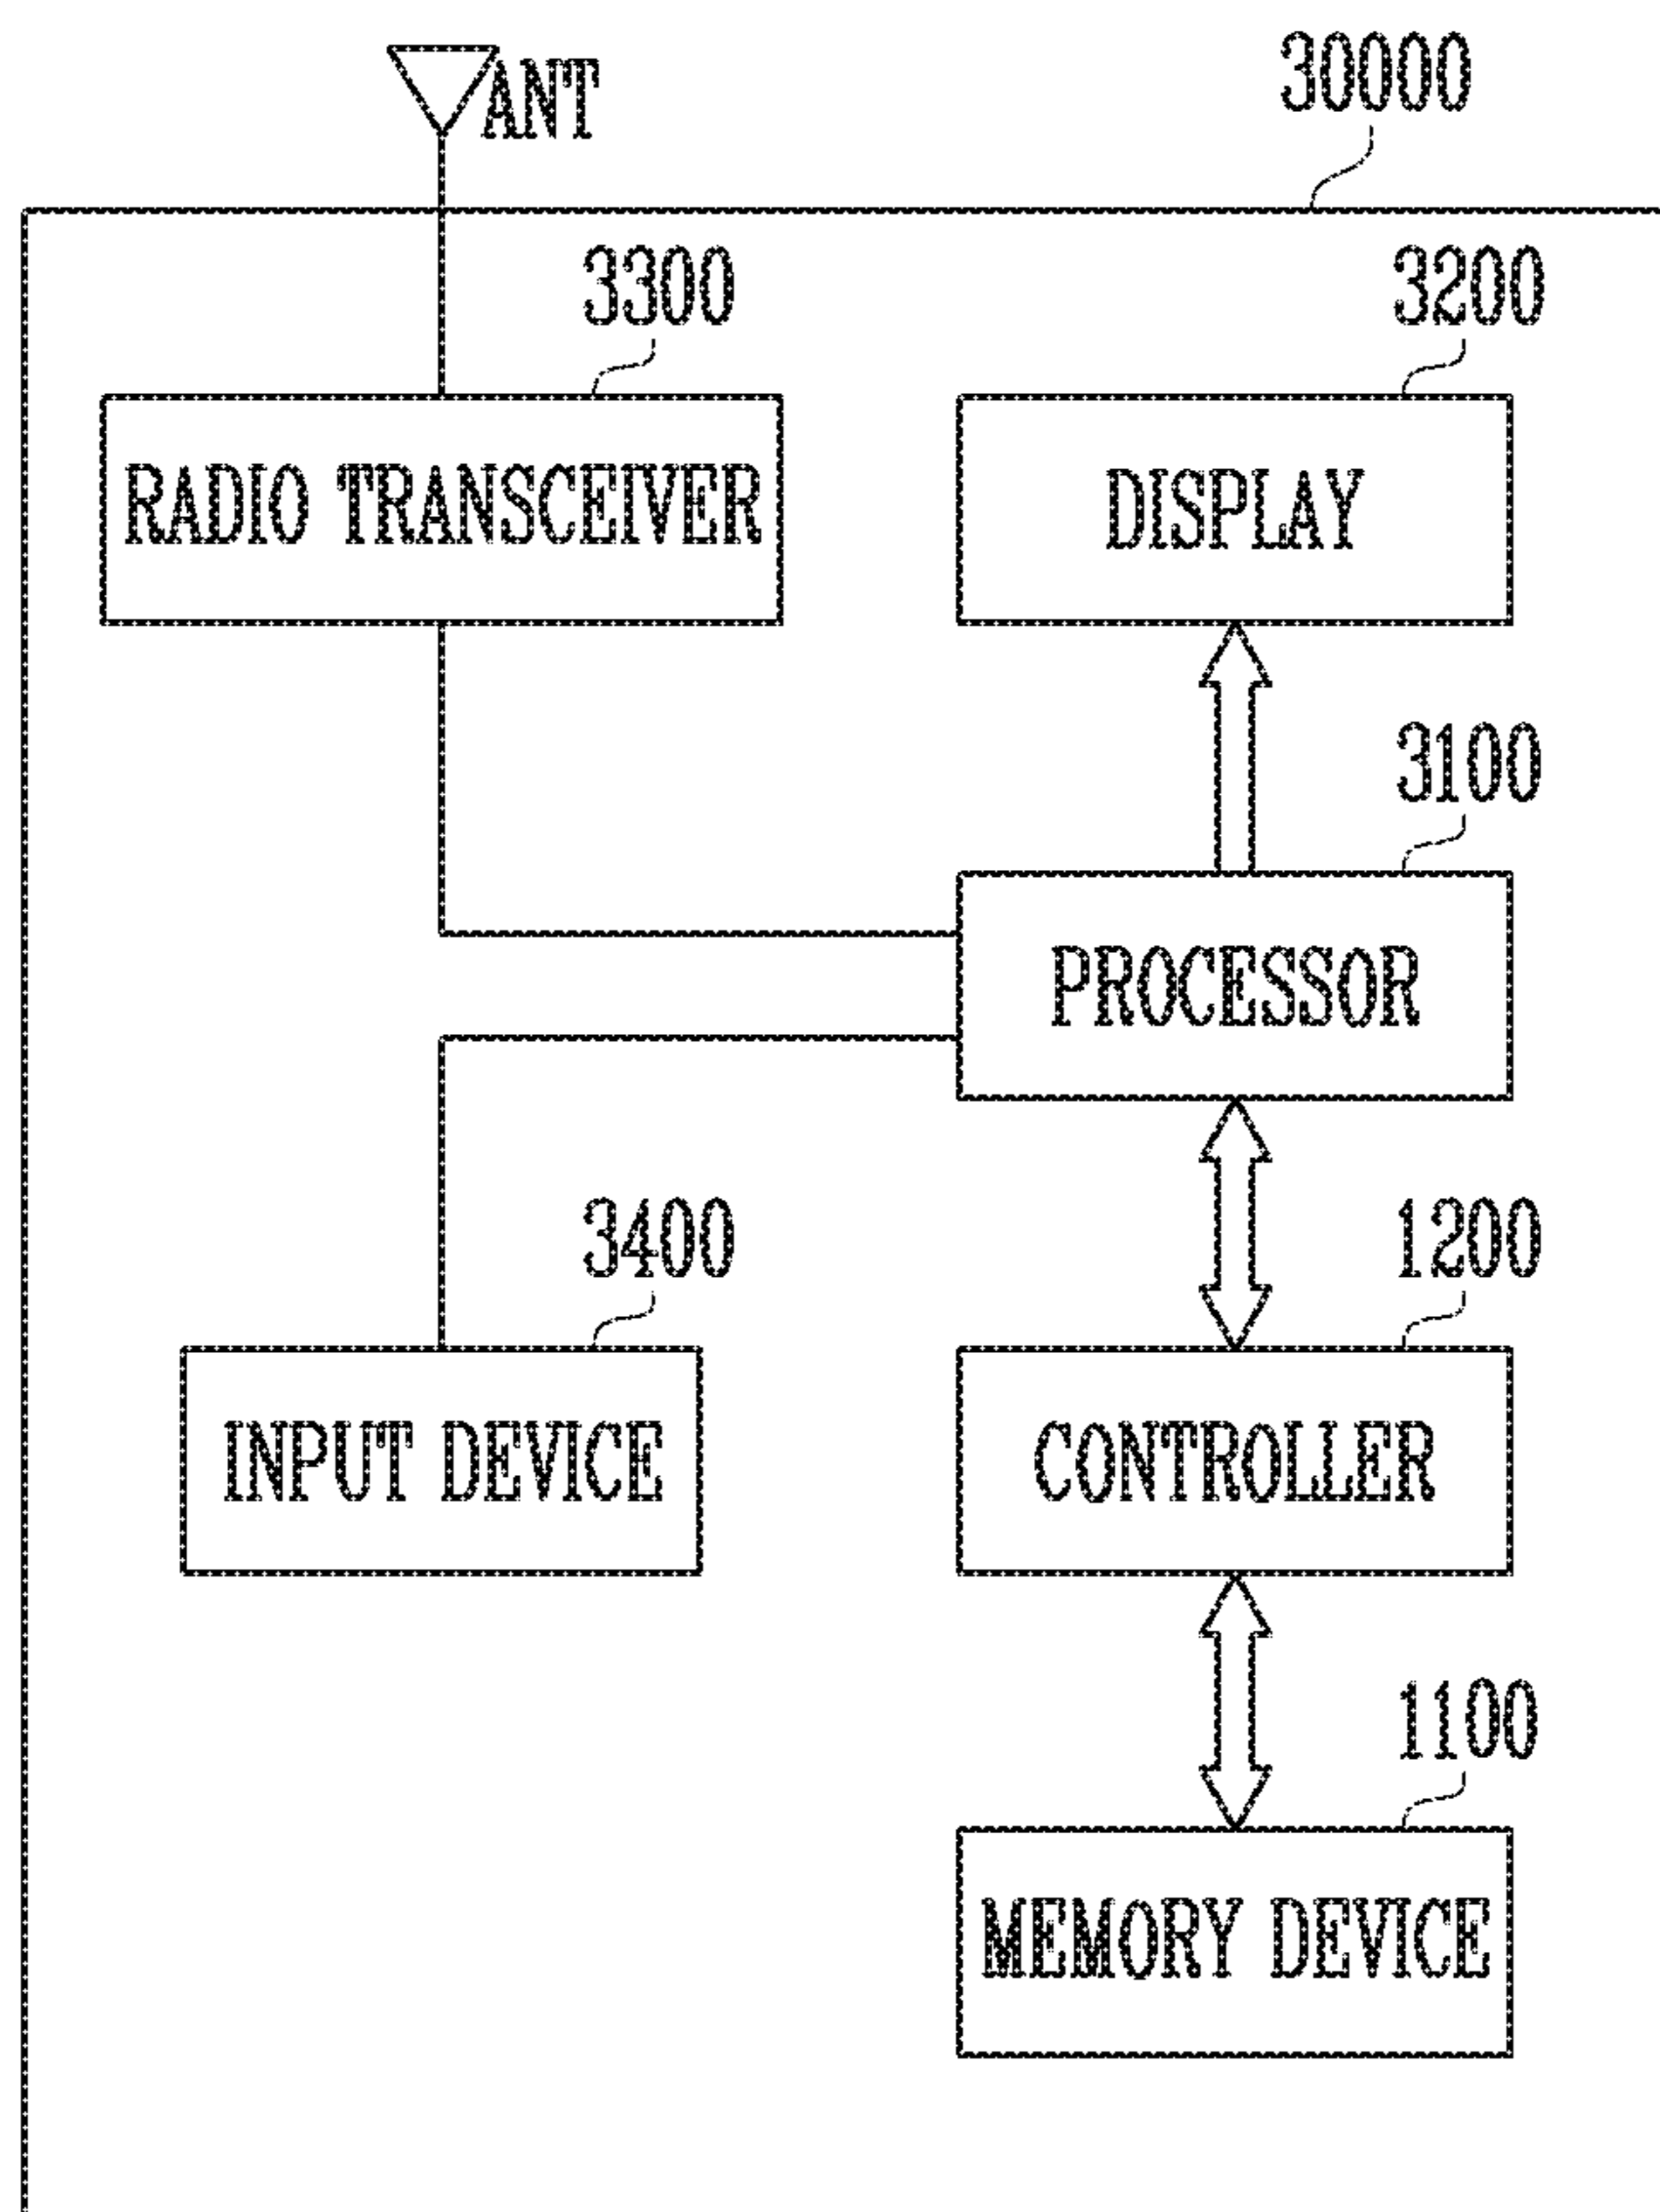 ANT
30000
3300
3200
RADIO TRANSCEIVER
DISPLAY
3100
PROCESSOR
3400
1200
INPUT DEVICE
CONTROLLER
1100
MEMORY DEVICE